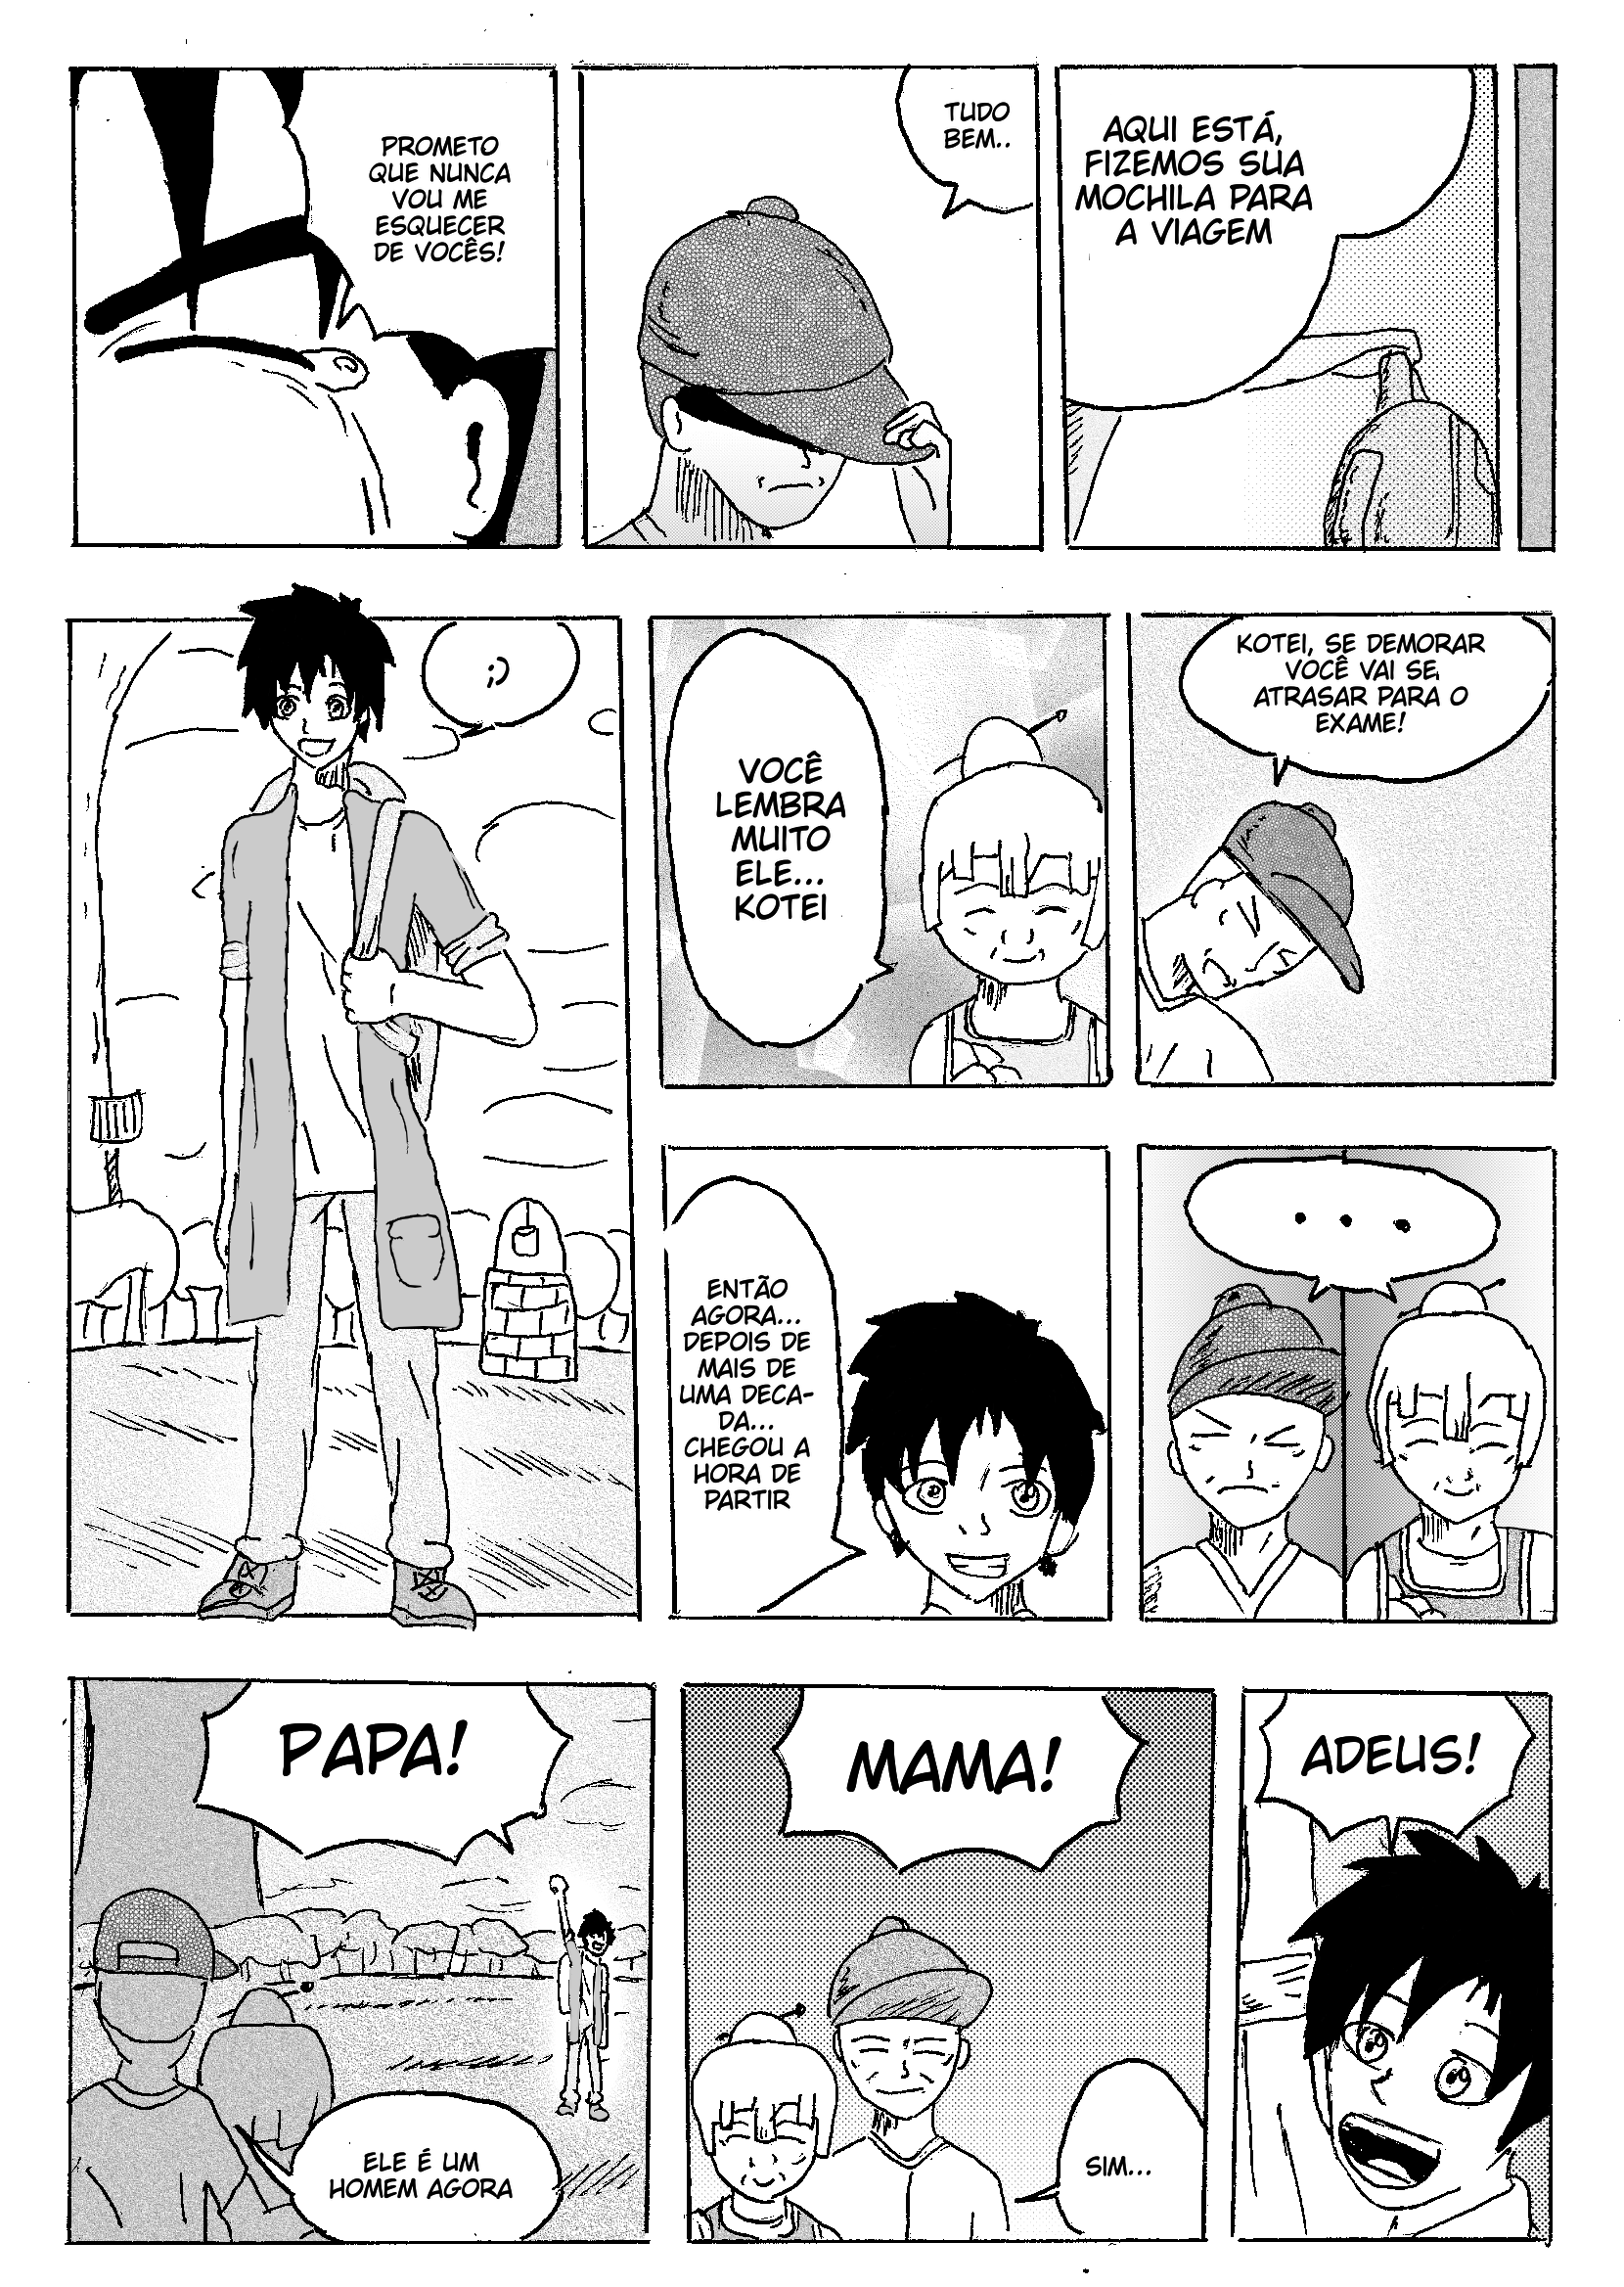 AQUI ESTÁ,
FIZEMOS SUA
MOCHILA PARA
A VIAGEM
TUDO
BEM..
PROMETO
QUE NUNCA
VOU ME
ESQUECER
DE VOCÊS!
KOTEI, SE DEMORAR
VOCÊ VAI SE
ATRASAR PARA O
EXAME!
VOCÊ
LEMBRA
MUITO
ELE...
KOTEI
...
ENTÃO
AGORA...
DEPOIS DE
MAIS DE
UMA DECA-
DA...
CHEGOU A
HORA DE
PARTIR
;)
ADEUS!
MAMA!
SIM...
PAPA!
ELE É UM
HOMEM AGORA